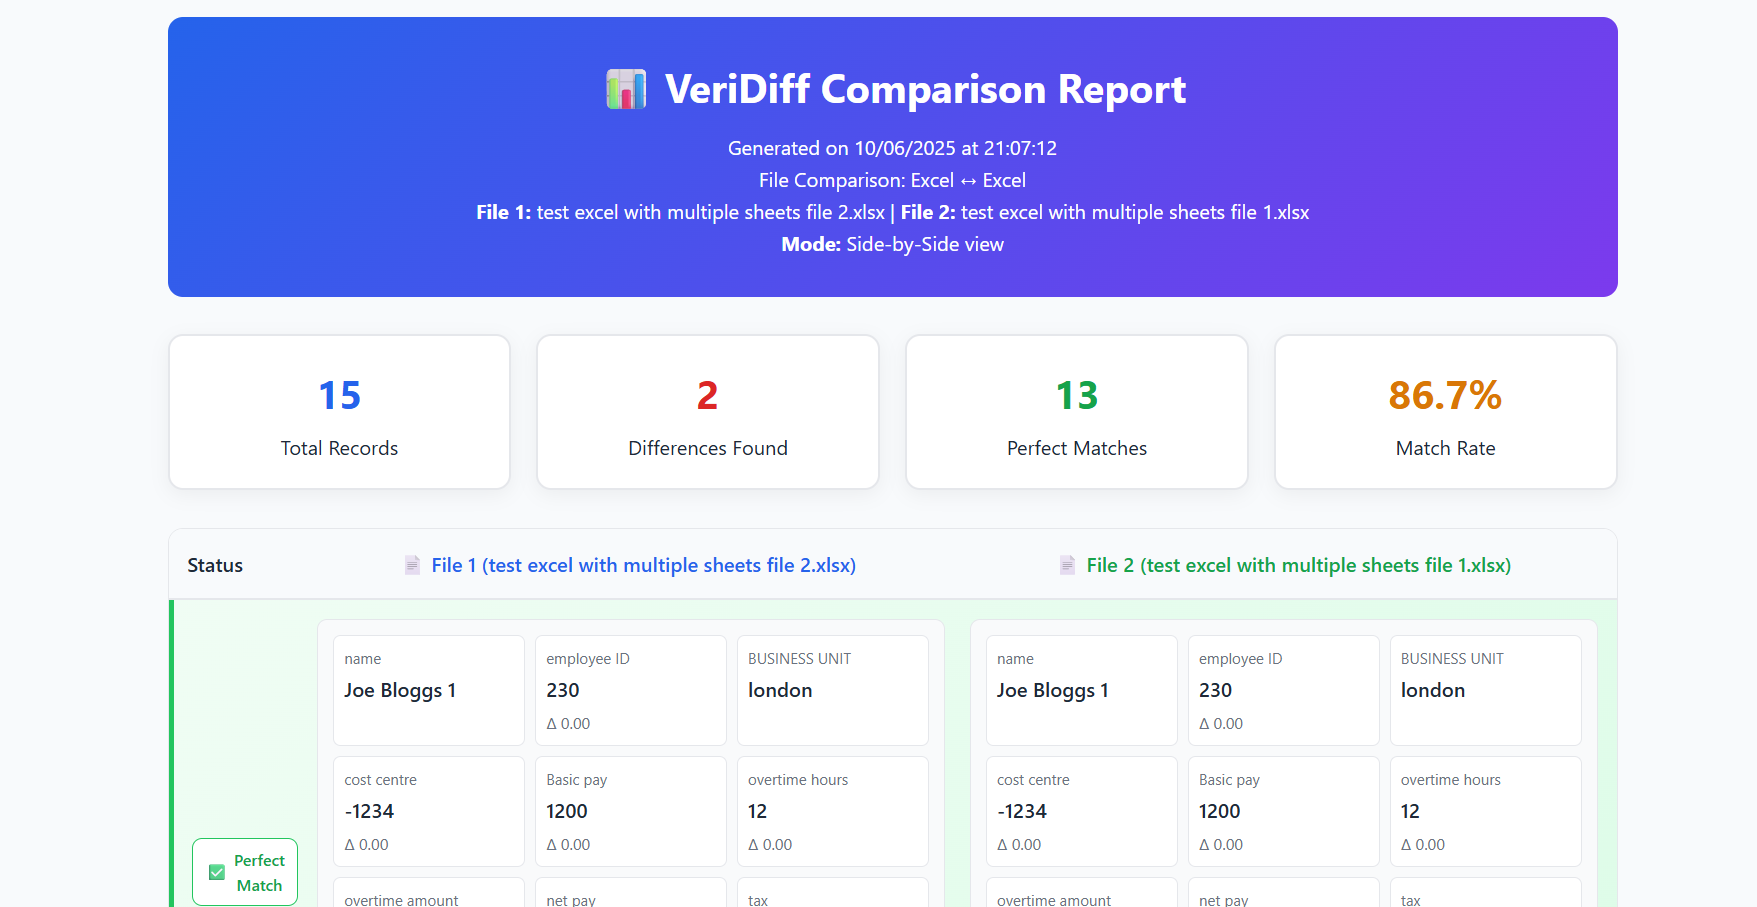 VeriDiff Comparison Report
Generated on 10/06/2025 at 21:07:12
File Comparison: Excel ↔ Excel
File 1: test excel with multiple sheets file 2.xlsx | File 2: test excel with multiple sheets file 1.xlsx
Mode: Side-by-Side view
15
Total Records
2
Differences Found
13
Perfect Matches
86.7%
Match Rate
Status
File 1 (test excel with multiple sheets file 2.xlsx)
File 2 (test excel with multiple sheets file 1.xlsx)
Perfect
Match
name
Joe Bloggs 1
employee ID
230
Δ 0.00
BUSINESS UNIT
london
cost centre
-1234
Δ 0.00
Basic pay
1200
Δ 0.00
overtime hours
12
Δ 0.00
overtime amount
net pay
tax
name
Joe Bloggs 1
employee ID
230
Δ 0.00
BUSINESS UNIT
london
cost centre
-1234
Δ 0.00
Basic pay
1200
Δ 0.00
overtime hours
12
Δ 0.00
overtime amount
net pay
tax